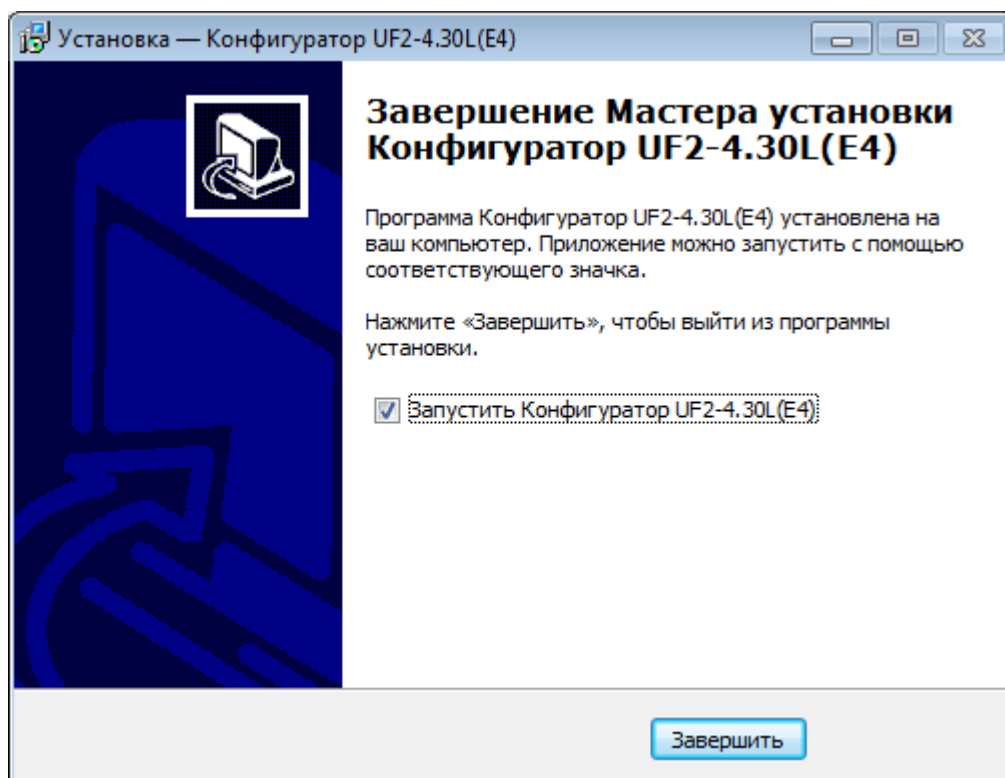 Установка — Конфигуратор UF2-4.30L(E4)
Завершение Мастера установки
Конфигуратор UF2-4.30L(E4)
Программа Конфигуратор UF2-4.30L(E4) установлена на
ваш компьютер. Приложение можно запустить с помощью
соответствующего значка.
Нажмите «Завершить», чтобы выйти из программы
установки.
Запустить Конфигуратор UF2-4.30L(E4)
Завершить